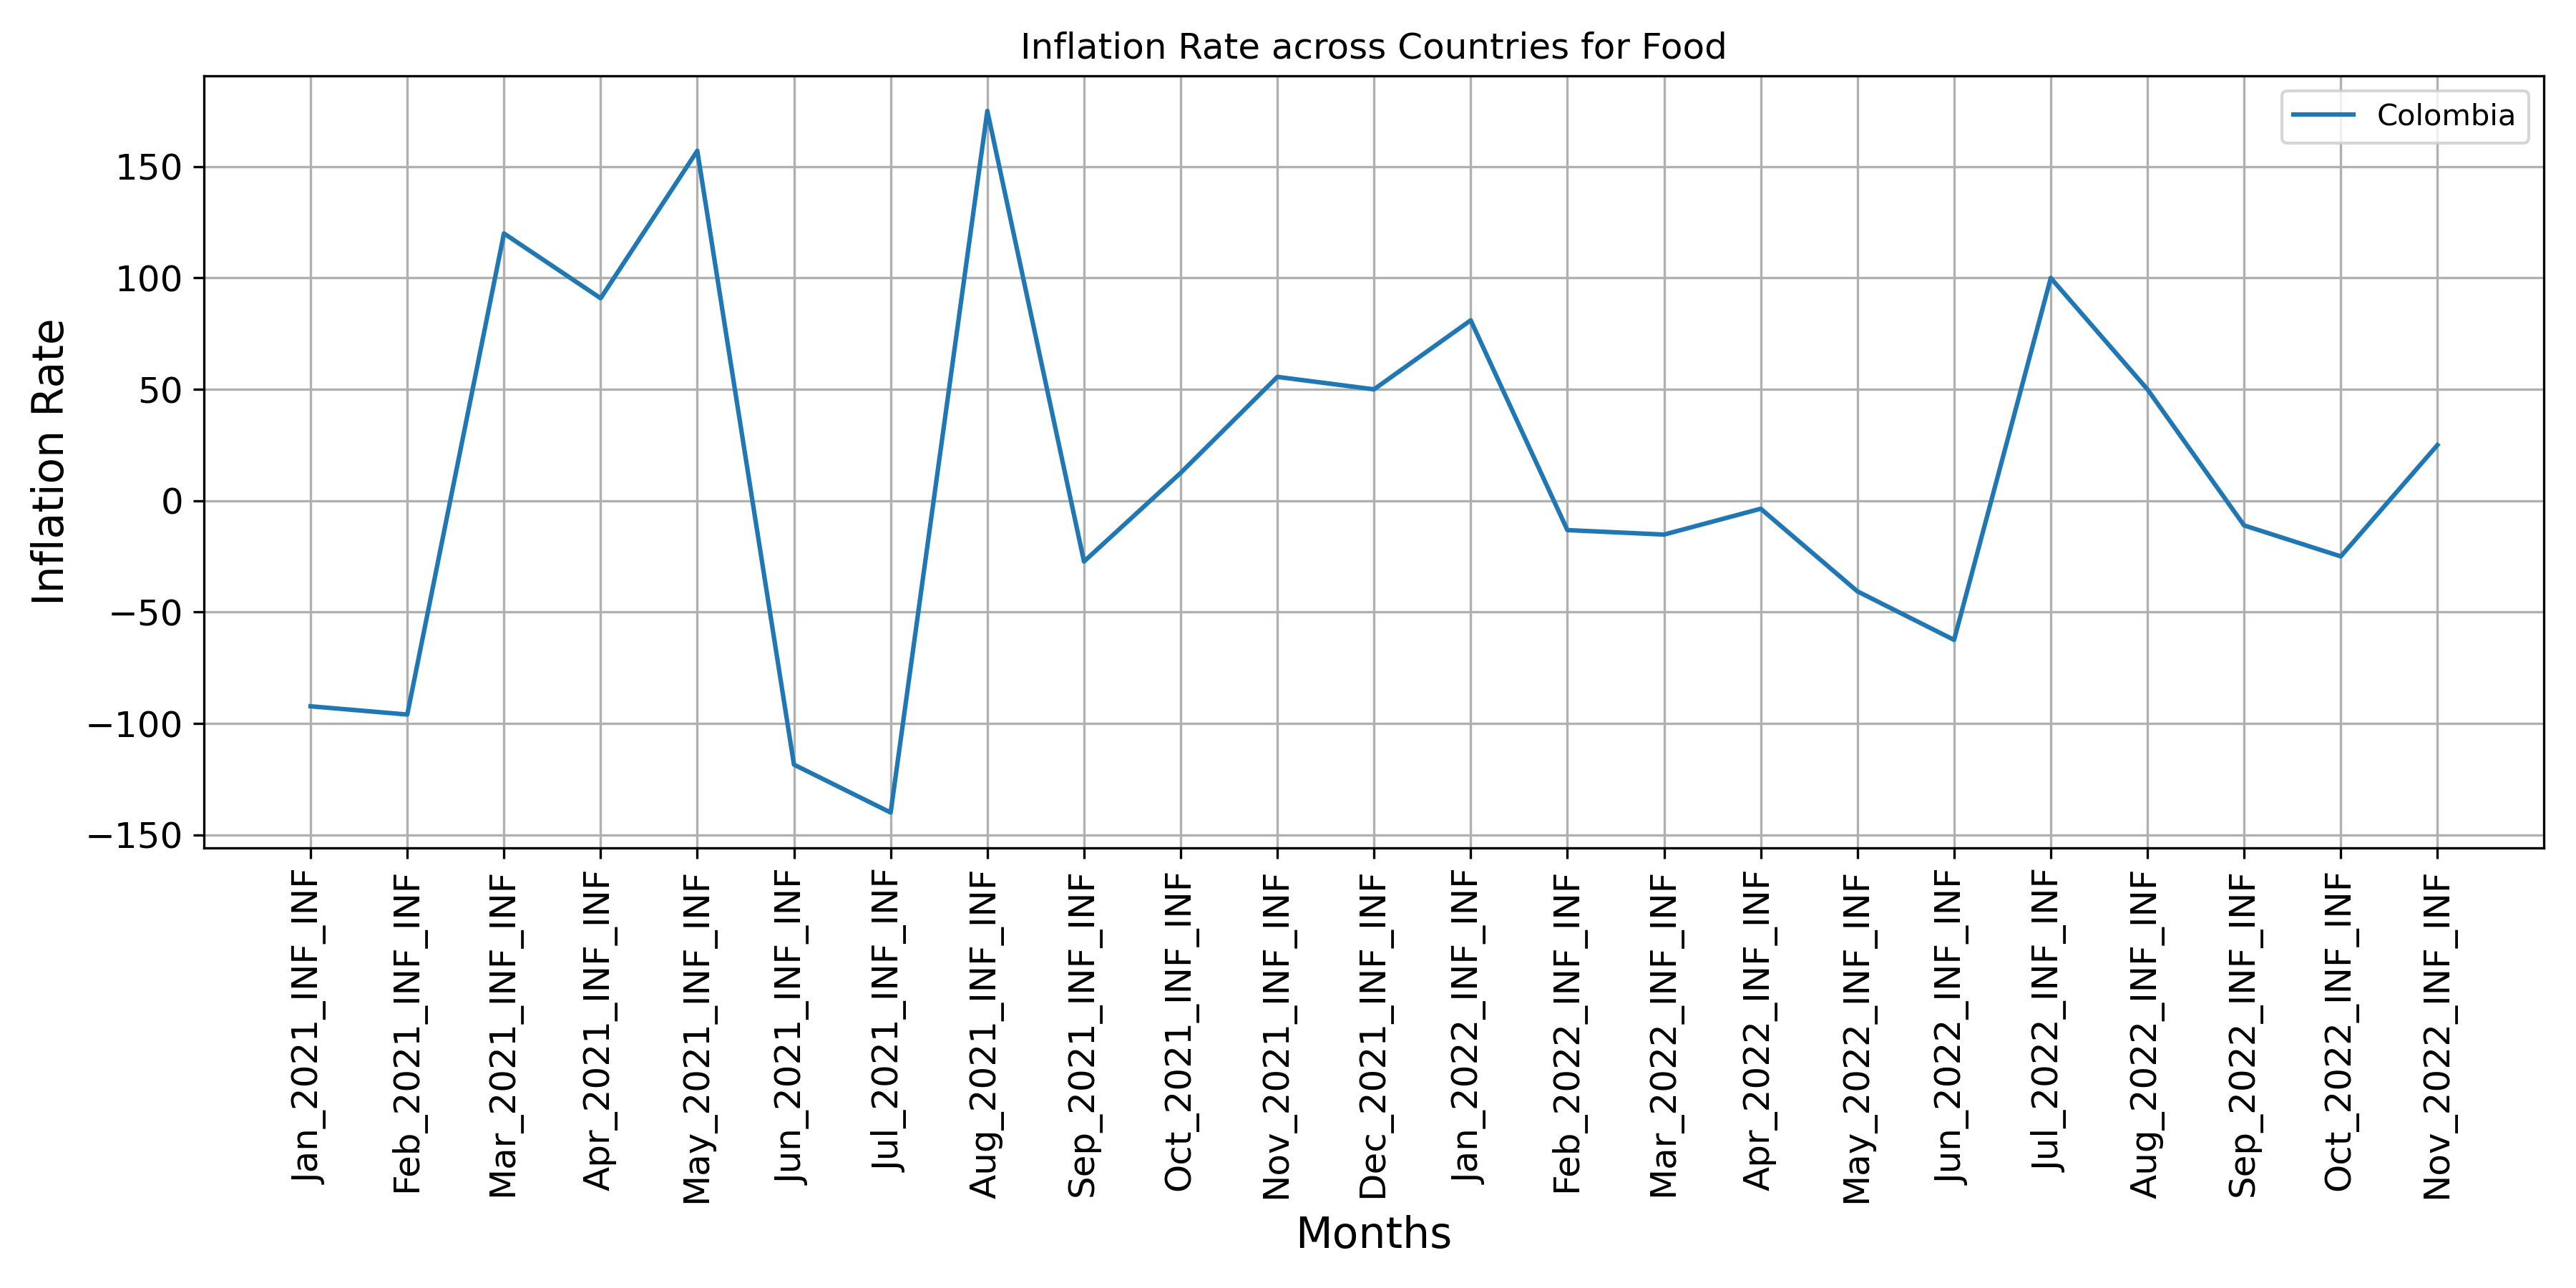 Inflation Rate across Countries for Food
Colombia
Inflation Rate
150
100
50
0
−50
−100
−150
Jan_2021_INF_INF
Feb_2021_INF_INF
Mar_2021_INF_INF
Apr_2021_INF_INF
May_2021_INF_INF
Jun_2021_INF_INF
Jul_2021_INF_INF
Aug_2021_INF_INF
Sep_2021_INF_INF
Oct_2021_INF_INF
Nov_2021_INF_INF
Dec_2021_INF_INF
Jan_2022_INF_INF
Feb_2022_INF_INF
Mar_2022_INF_INF
Apr_2022_INF_INF
May_2022_INF_INF
Jun_2022_INF_INF
Jul_2022_INF_INF
Aug_2022_INF_INF
Sep_2022_INF_INF
Oct_2022_INF_INF
Nov_2022_INF_INF
Months